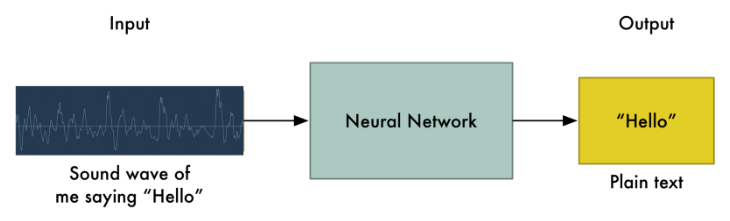 Input
Output
Neural Network
“Hello”
Sound wave of
me saying “Hello”
Plain text